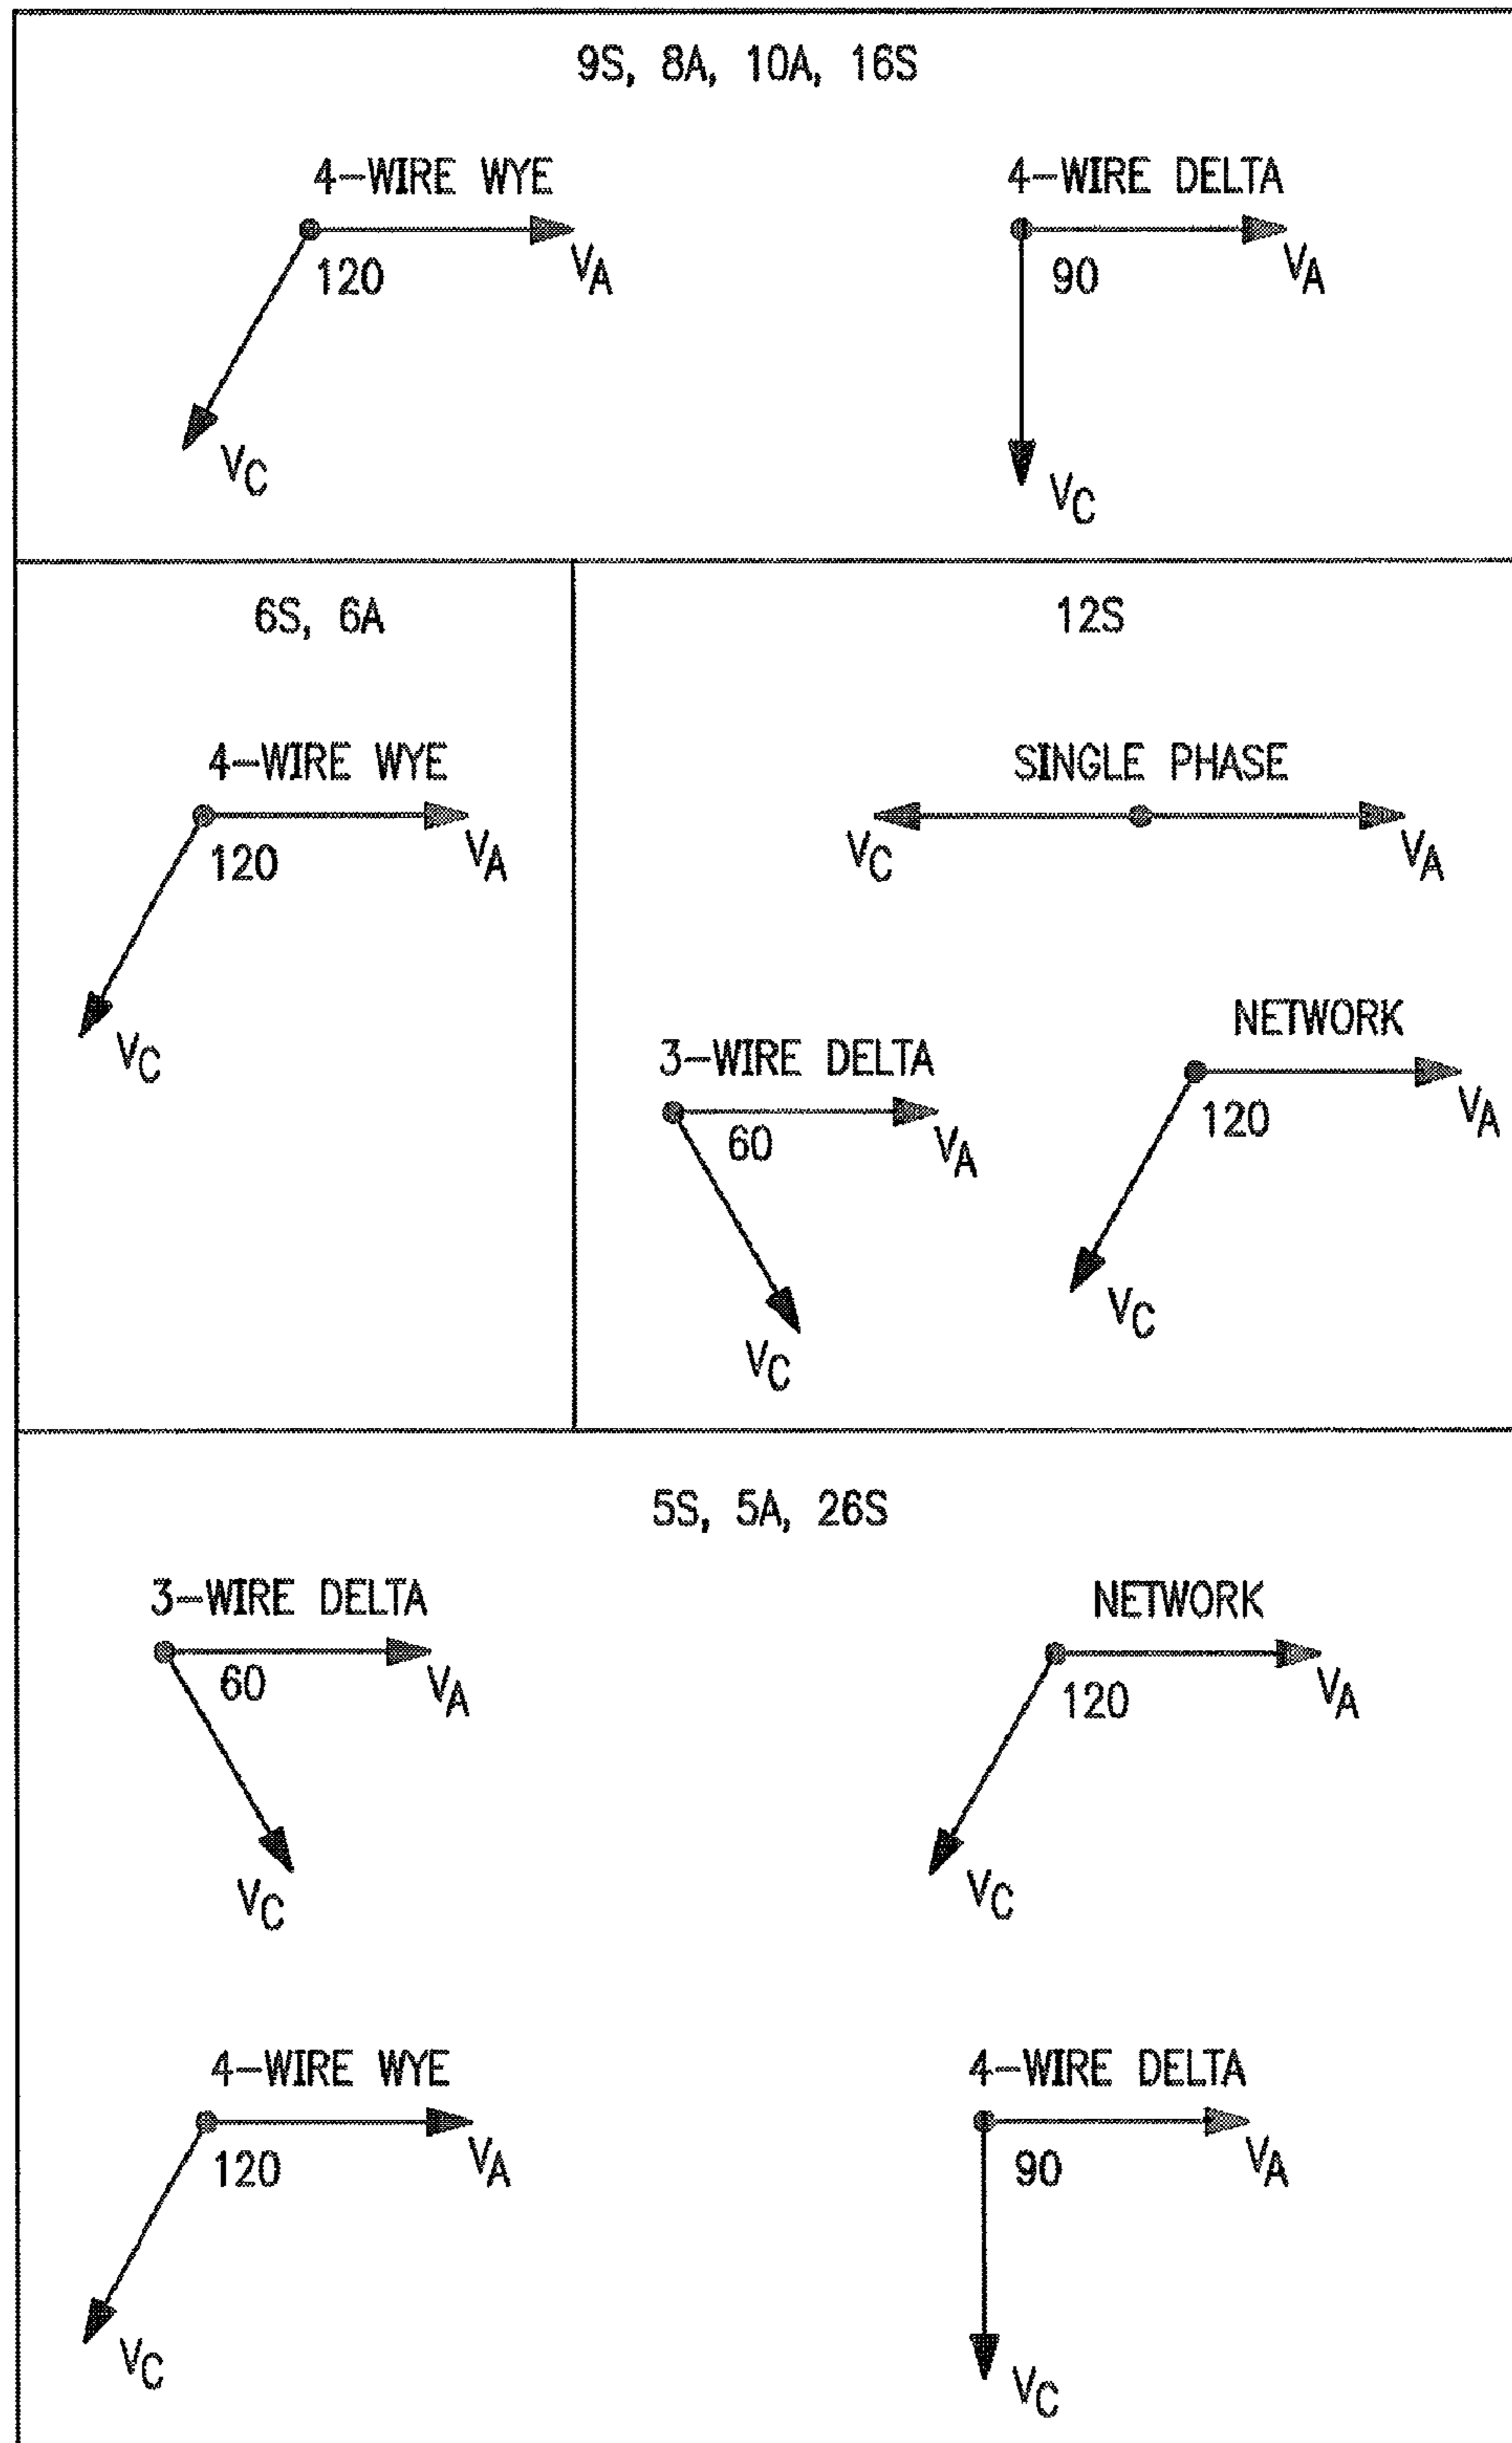 9S, 8A, 10A, 16S
4-WIRE WYE
120
VA
VC
4-WIRE DELTA
90
VA
VC
6S, 6A
4-WIRE WYE
120
VA
VC
12S
SINGLE PHASE
VC
VA
3-WIRE DELTA
60
VA
VC
NETWORK
120
VA
VC
5S, 5A, 26S
3-WIRE DELTA
60
VA
VC
NETWORK
120
VA
VC
4-WIRE WYE
120
VA
VC
4-WIRE DELTA
90
VA
VC